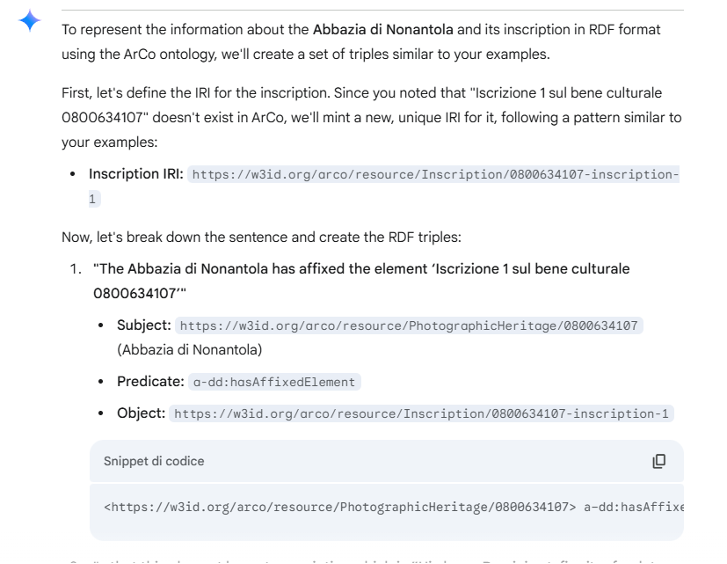 To represent the information about the Abbazia di Nonantola and its inscription in RDF format
using the ArCo ontology, we'll create a set of triples similar to your examples.
First, let's define the IRI for the inscription. Since you noted that "Iscrizione 1 sul bene culturale
0800634107" doesn't exist in ArCo, we'll mint a new, unique IRI for it, following a pattern similar to
your examples:
• Inscription IRI: https://w3id.org/arco/resource/Inscription/0800634107-inscription-
1
Now, let's break down the sentence and create the RDF triples:
1. "The Abbazia di Nonantola has affixed the element ‘Iscrizione 1 sul bene culturale
0800634107’"
• Subject: https://w3id.org/arco/resource/PhotographicHeritage/0800634107
(Abbazia di Nonantola)
• Predicate: a-dd:hasAffixedElement
• Object: https://w3id.org/arco/resource/Inscription/0800634107-inscription-1
Snippet di codice
<https://w3id.org/arco/resource/PhotographicHeritage/0800634107> a-dd:hasAffixe